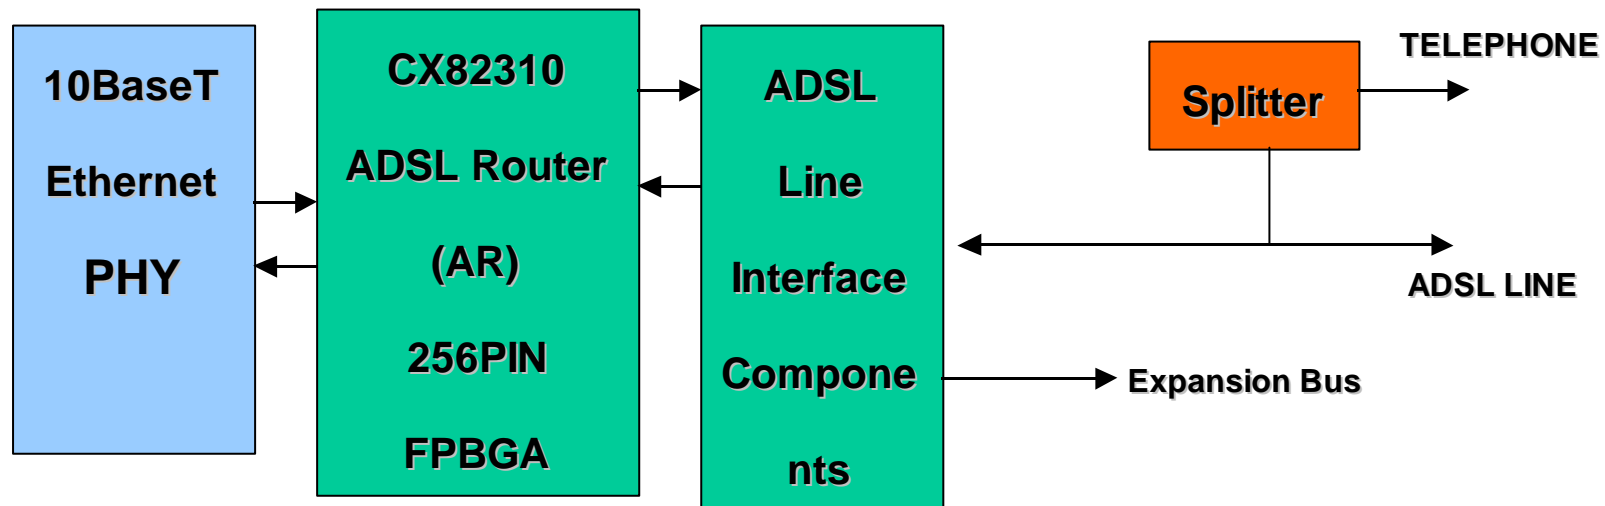 10BaseT
Ethernet
PHY
CX82310
ADSL Router
(AR)
256PIN
FPBGA
ADSL
Line
Interface
Compone
nts
Splitter
TELEPHONE
ADSL LINE
Expansion Bus